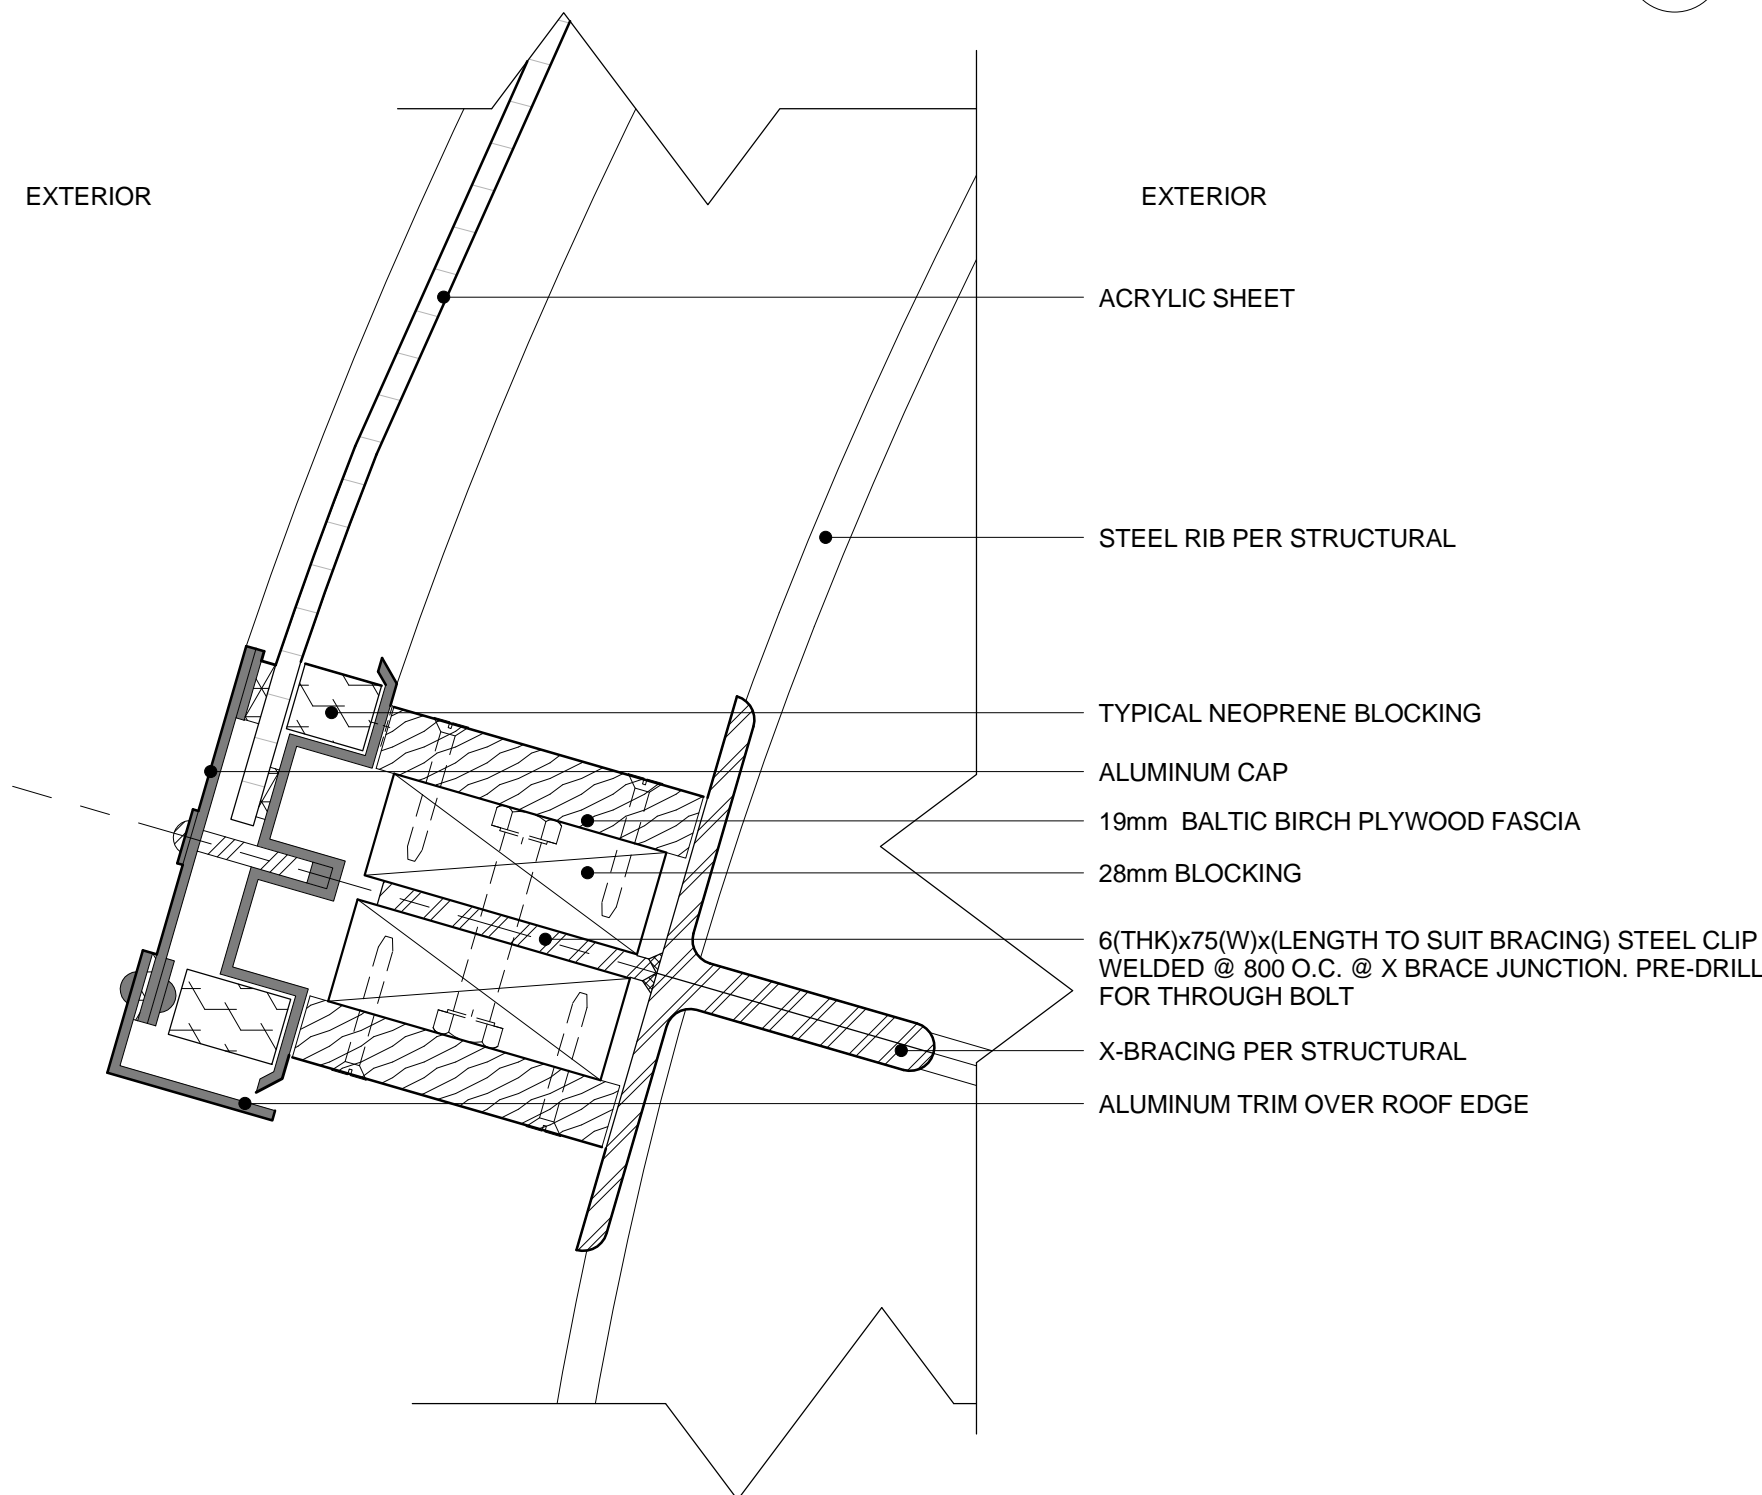 EXTERIOR
EXTERIOR
ACRYLIC SHEET
STEEL RIB PER STRUCTURAL
TYPICAL NEOPRENE BLOCKING
ALUMINUM CAP
19mm  BALTIC BIRCH PLYWOOD FASCIA
28mm BLOCKING
6(THK)x75(W)x(LENGTH TO SUIT BRACING) STEEL CLIP
WELDED @ 800 O.C. @ X BRACE JUNCTION. PRE-DRILL
FOR THROUGH BOLT
X-BRACING PER STRUCTURAL
ALUMINUM TRIM OVER ROOF EDGE